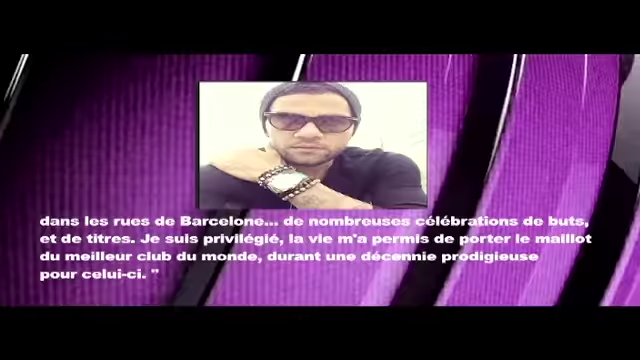 dans les rues de Barcelone... de nombreuses célébrations de buts,
et de titres. Je suis privilégié, la vie m'a permis de porter le maillot
du meilleur club du monde, durant une décennie prodigieuse
pour celui-ci. "